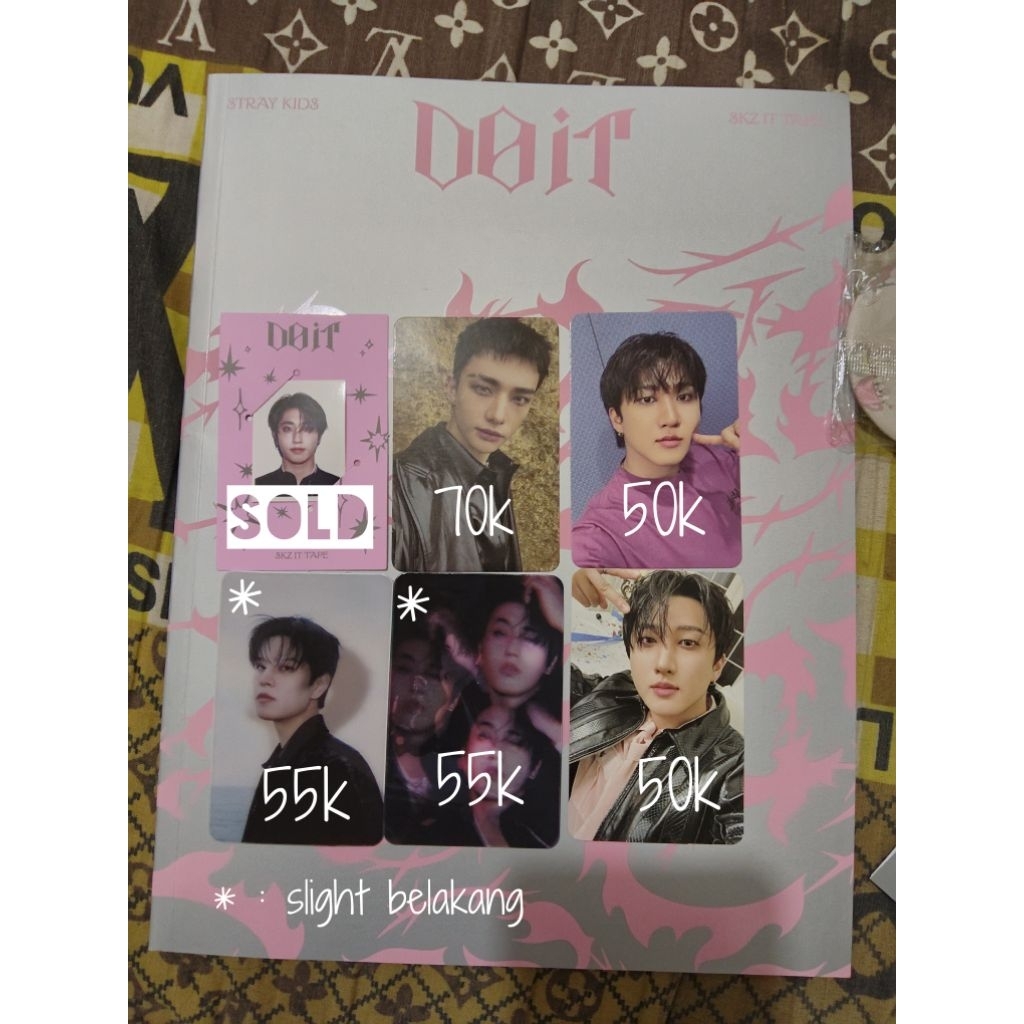 STRAY KIDS
DO iT
SKZ IT TAPE
DO iT
SOLD
SKZ IT TAPE
70k
50k
*
55k
*
55k
50k
* : slight belakang